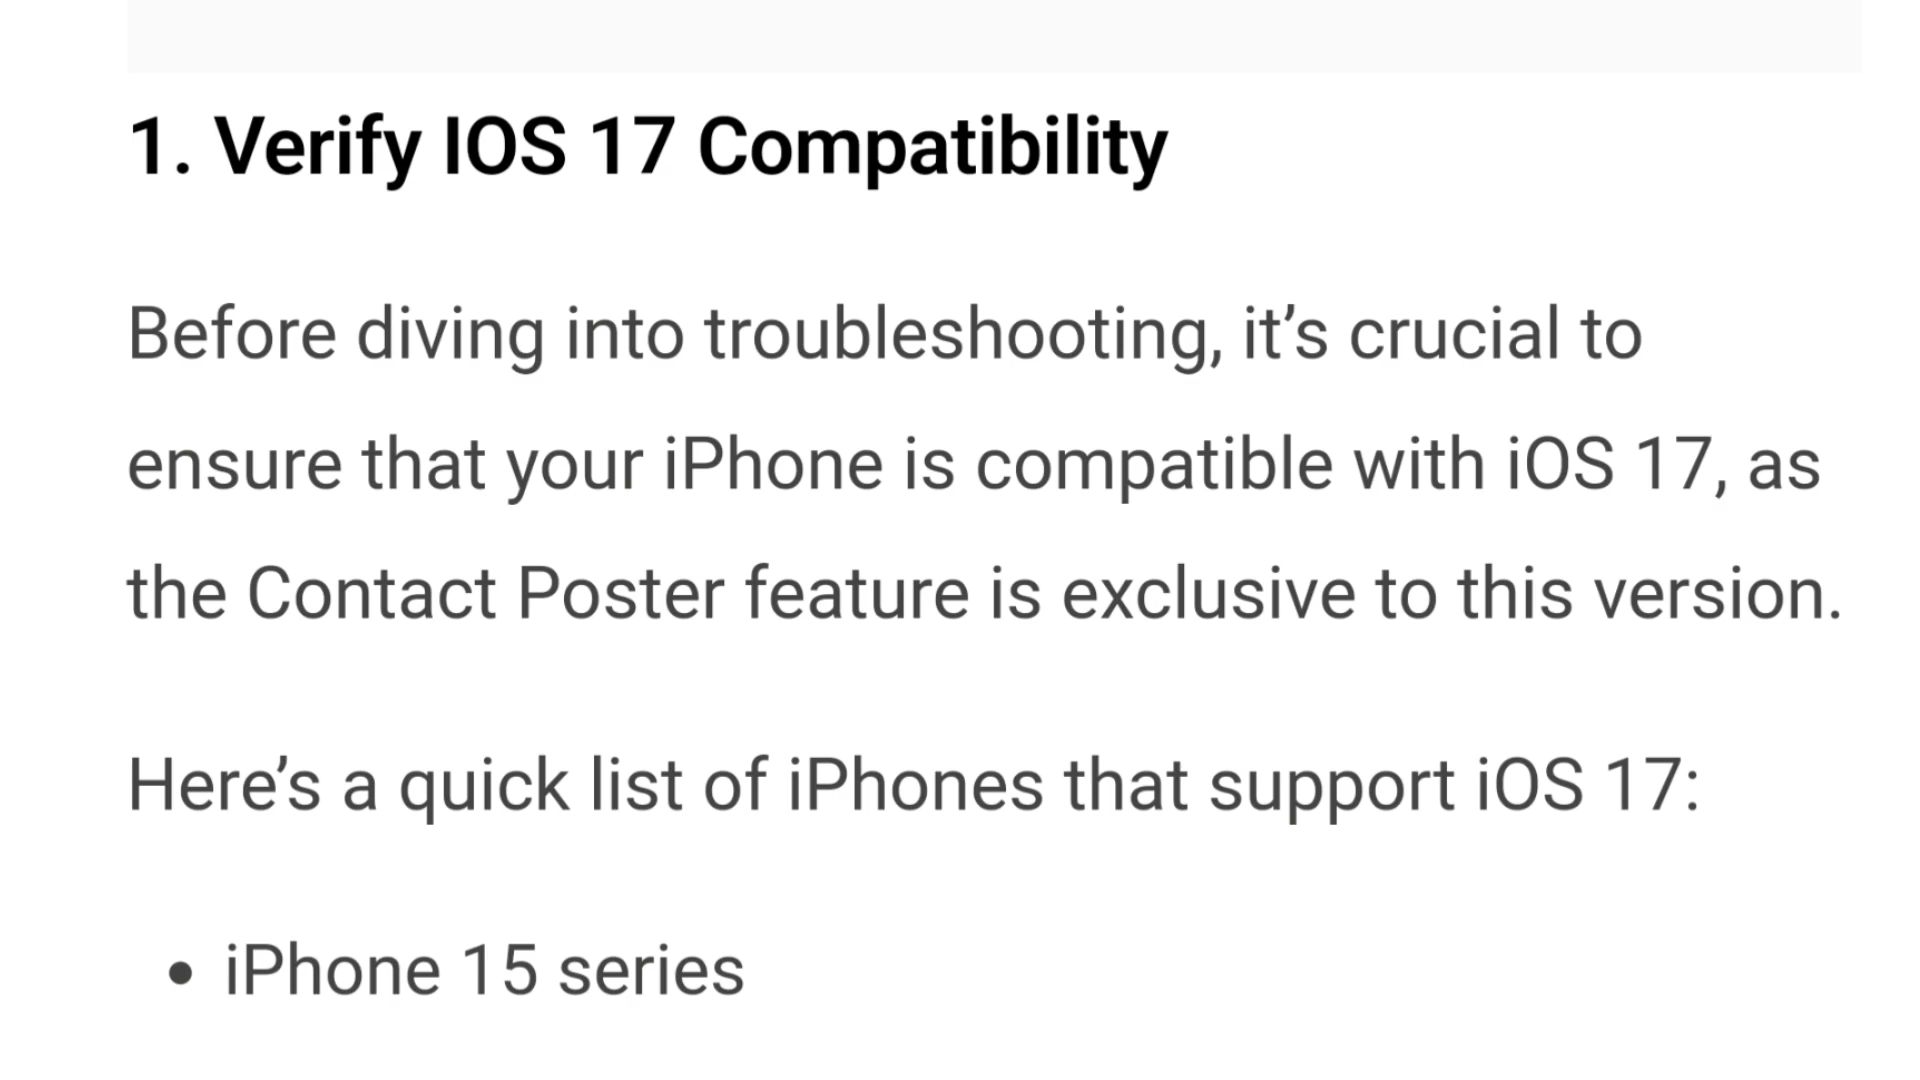 1. Verify IOS 17 Compatibility
Before diving into troubleshooting, it’s crucial to
ensure that your iPhone is compatible with iOS 17, as
the Contact Poster feature is exclusive to this version.
Here’s a quick list of iPhones that support iOS 17:
• iPhone 15 series